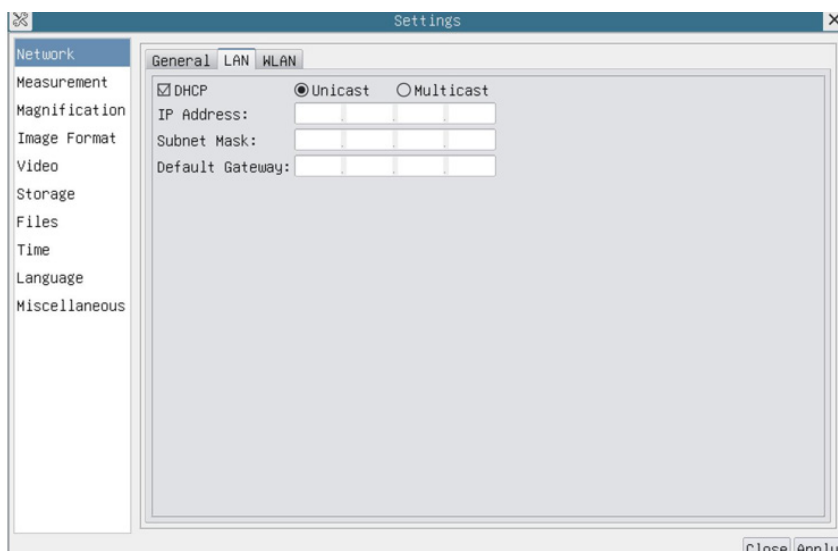 Settings
Network
Measurement
Magnification
Image Format
Video
Storage
Files
Time
Language
Miscellaneous
General LAN WLAN
DHCP Unicast Multicast
IP Address:
Subnet Mask:
Default Gateway:
Close Apply